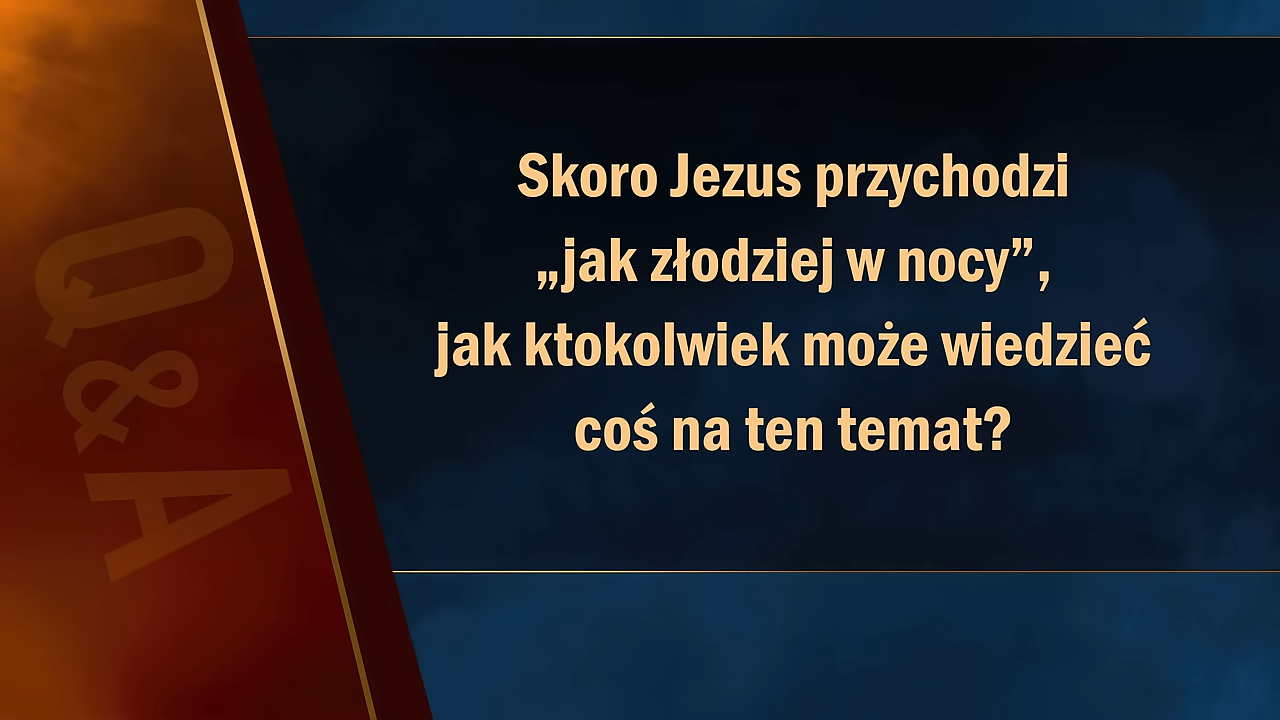 Q & A
Skoro Jezus przychodzi
„jak złodziej w nocy”,
jak ktokolwiek może wiedzieć
coś na ten temat?